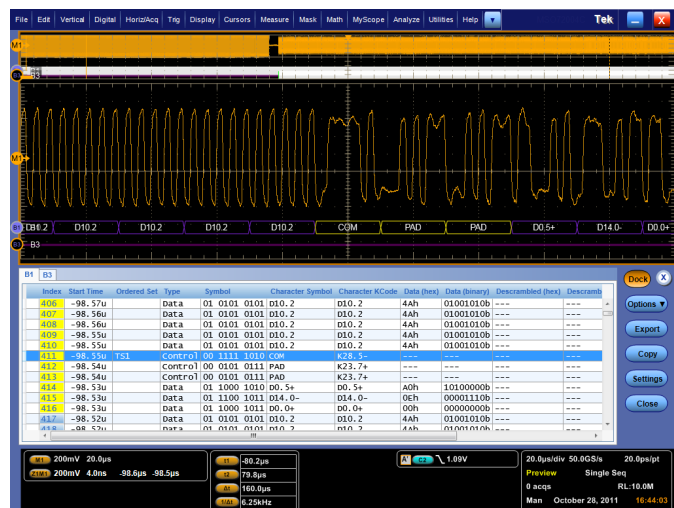 File Edit Vertical Digital Horiz/Acq Trig Display Cursors Measure Mask Math MyScope Analyze Utilities Help Tek X
M1
B3
M1
B1 D10.2 D10.2 D10.2 D10.2 D10.2 COM PAD PAD D0.5+ D14.0- D0.0+
B3
B1 B3
Dock X
Index Start Time Ordered Set Type Symbol Character Symbol Character KCode Data (hex) Data (binary) Descrambled (hex) Descramb
406 -98.57u Data 01 0101 0101 D10.2 D10.2 4Ah 01001010b --- ---
407 -98.56u Data 01 0101 0101 D10.2 D10.2 4Ah 01001010b --- ---
408 -98.56u Data 01 0101 0101 D10.2 D10.2 4Ah 01001010b --- ---
409 -98.55u Data 01 0101 0101 D10.2 D10.2 4Ah 01001010b --- ---
410 -98.55u Data 01 0101 0101 D10.2 D10.2 4Ah 01001010b --- ---
411 -98.55u TS1 Control 00 1111 1010 COM K28.5- --- --- --- ---
412 -98.54u Control 00 0101 0111 PAD K23.7+ --- --- --- ---
413 -98.54u Control 00 0101 0111 PAD K23.7+ --- --- --- ---
414 -98.53u Data 01 1000 1010 D0.5+ D0.5+ A0h 10100000b --- ---
415 -98.53u Data 01 1100 1011 D14.0- D14.0- 0Eh 00001110b --- ---
416 -98.53u Data 01 1000 1011 D0.0+ D0.0+ 00h 00000000b --- ---
417 -98.52u Data 01 0101 0101 D10.2 D10.2 4Ah 01001010b --- ---
418 -98.52u Data 01 0101 0101 D10.2 D10.2 4Ah 01001010b --- ---
Options ▼
Export
Copy
Settings
Close
M1 200mV 20.0µs
Z1M1 200mV 4.0ns -98.6µs -98.5µs
t1 -80.2µs
t2 79.8µs
Δt 160.0µs
1/Δt 6.25kHz
A' C2 1.09V
20.0µs/div 50.0GS/s 20.0ps/pt
Preview Single Seq
0 acqs RL:10.0M
Man October 28, 2011 16:44:03